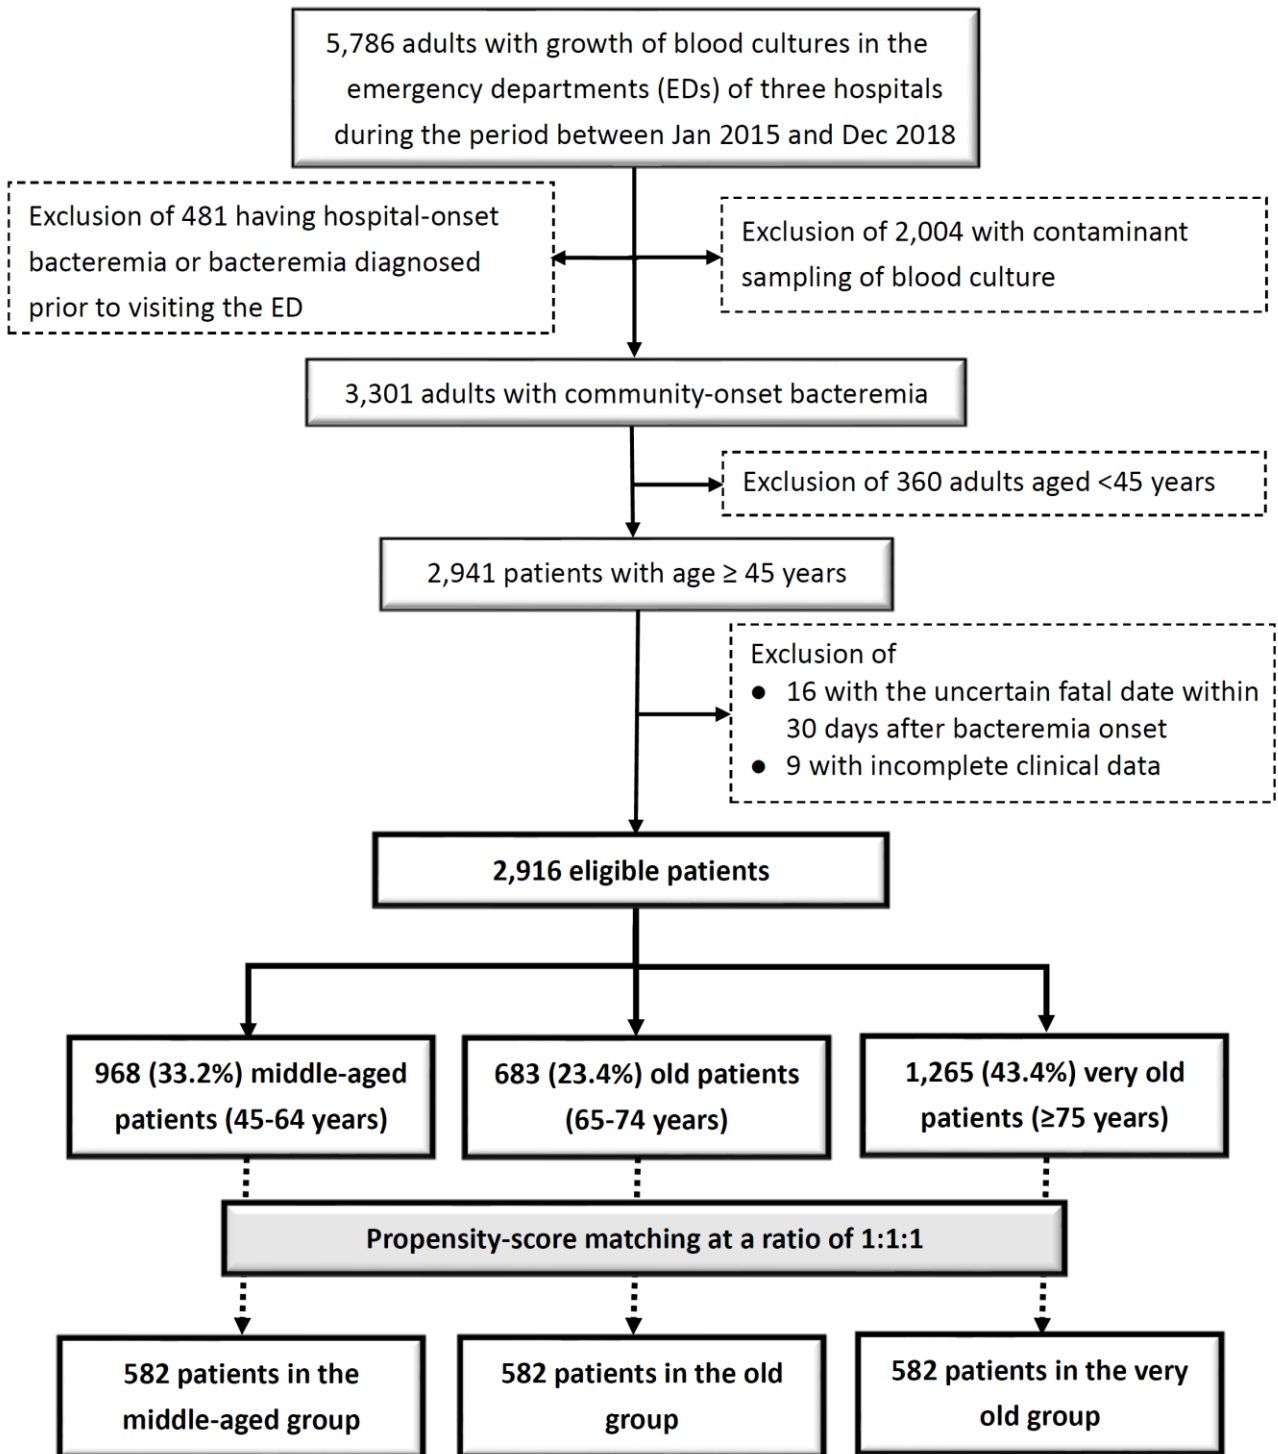 5,786 adults with growth of blood cultures in the
emergency departments (EDs) of three hospitals
during the period between Jan 2015 and Dec 2018
Exclusion of 481 having hospital-onset
bacteremia or bacteremia diagnosed
prior to visiting the ED
Exclusion of 2,004 with contaminant
sampling of blood culture
3,301 adults with community-onset bacteremia
Exclusion of 360 adults aged <45 years
2,941 patients with age ≥ 45 years
Exclusion of
● 16 with the uncertain fatal date within
30 days after bacteremia onset
● 9 with incomplete clinical data
2,916 eligible patients
968 (33.2%) middle-aged
patients (45-64 years)
683 (23.4%) old patients
(65-74 years)
1,265 (43.4%) very old
patients (≥75 years)
Propensity-score matching at a ratio of 1:1:1
582 patients in the
middle-aged group
582 patients in the old
group
582 patients in the very
old group